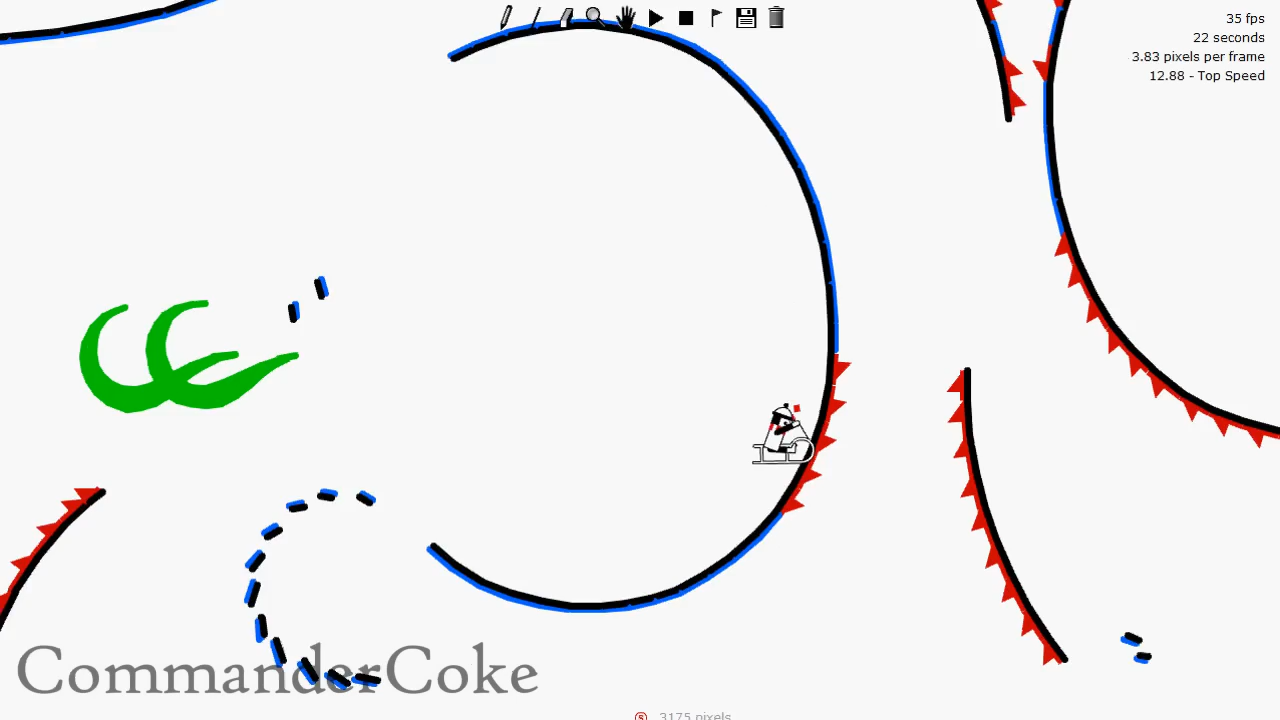 35 fps
22 seconds
3.83 pixels per frame
12.88 - Top Speed
CommanderCoke
S 3175 pixels